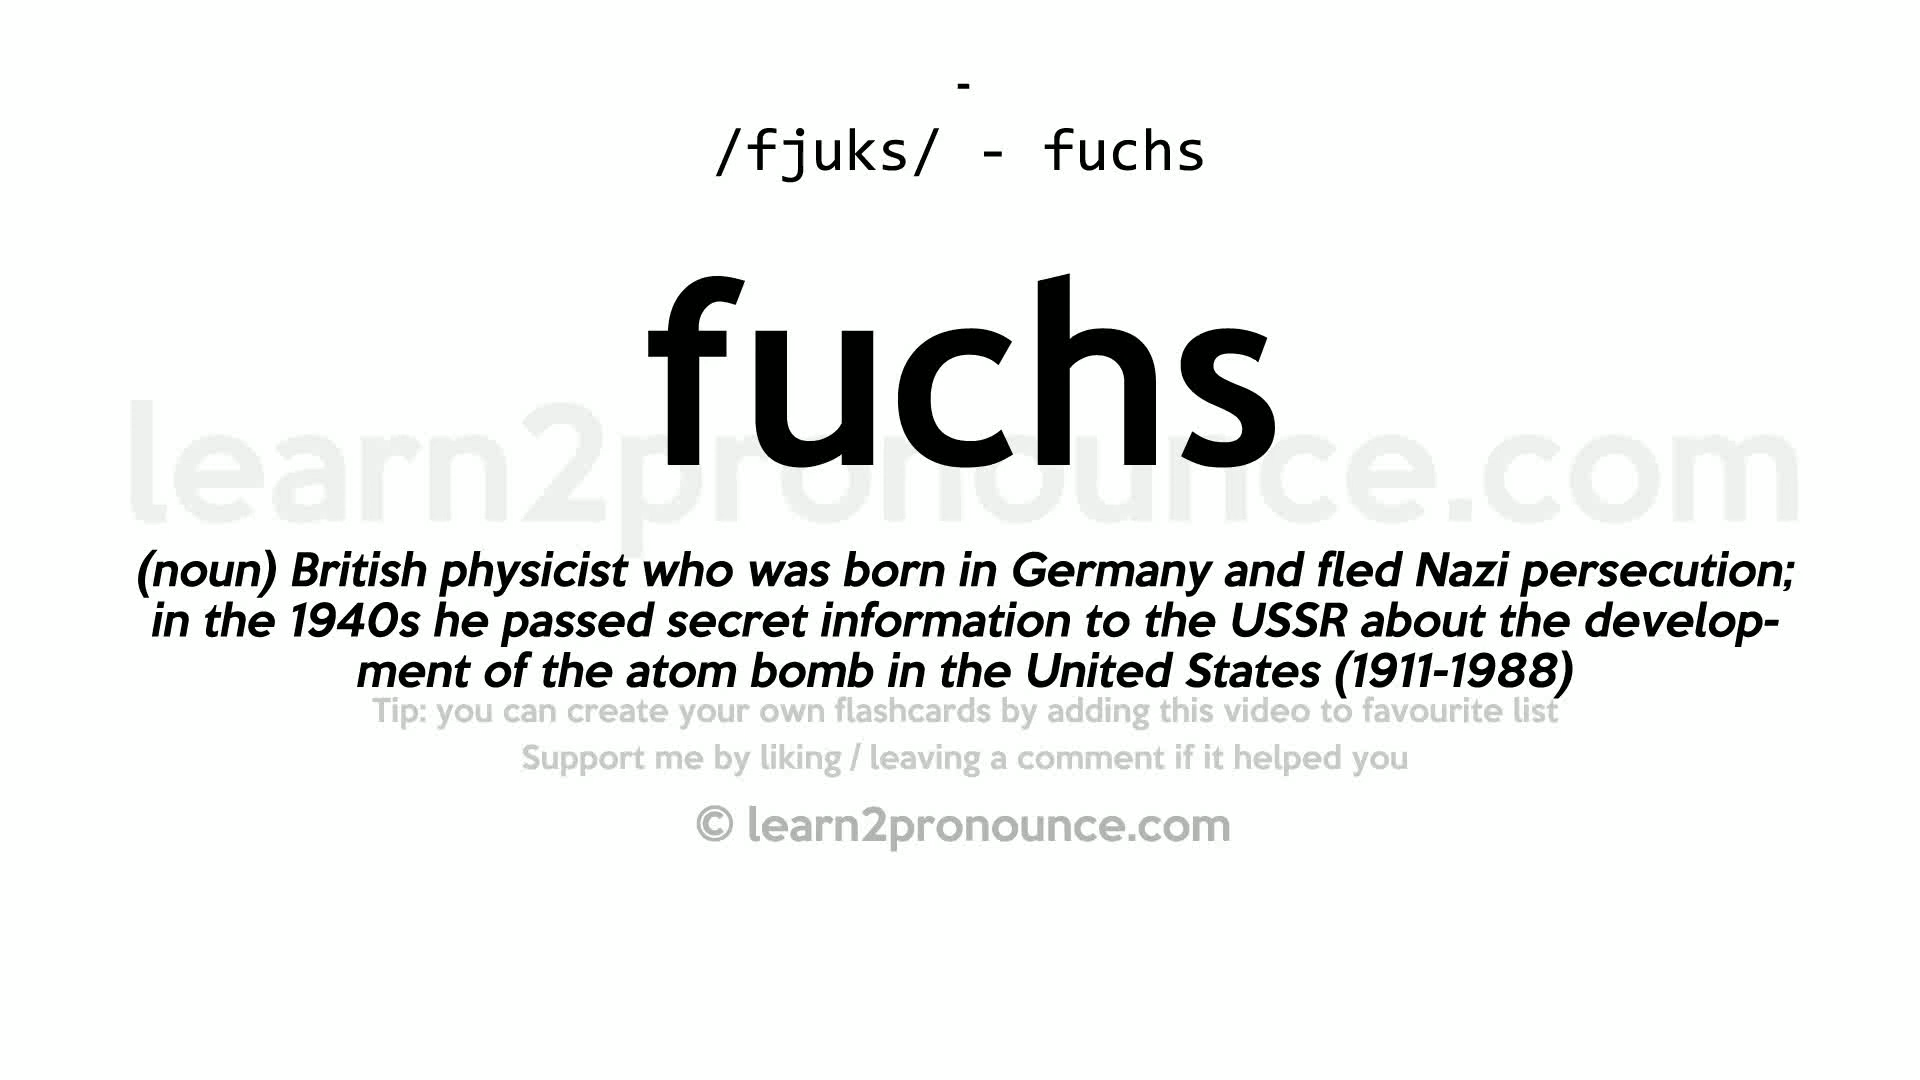 -
/fjuks/ - fuchs
fuchs
learn2pronounce.com
(noun) British physicist who was born in Germany and fled Nazi persecution;
in the 1940s he passed secret information to the USSR about the develop-
ment of the atom bomb in the United States (1911-1988)
Tip: you can create your own flashcards by adding this video to favourite list
Support me by liking / leaving a comment if it helped you
© learn2pronounce.com